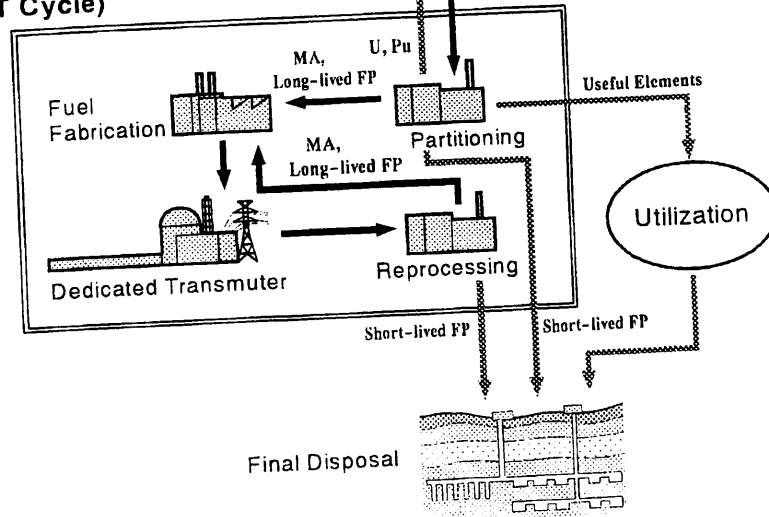 T Cycle)
U, Pu
MA,
Long-lived FP
Useful Elements
Fuel
Fabrication
Partitioning
MA,
Long-lived FP
Utilization
Dedicated Transmuter
Reprocessing
Short-lived FP
Short-lived FP
Final Disposal